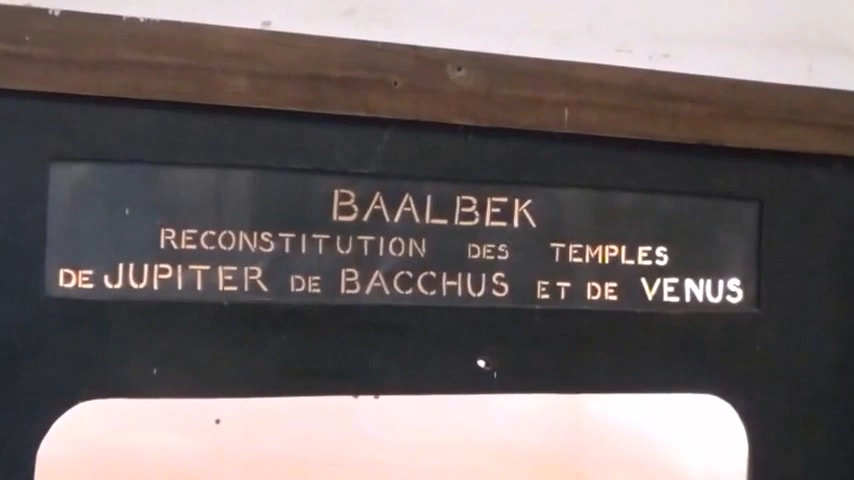 BAALBEK
RECONSTITUTION DES TEMPLES
DE JUPITER DE BACCHUS ET DE VENUS